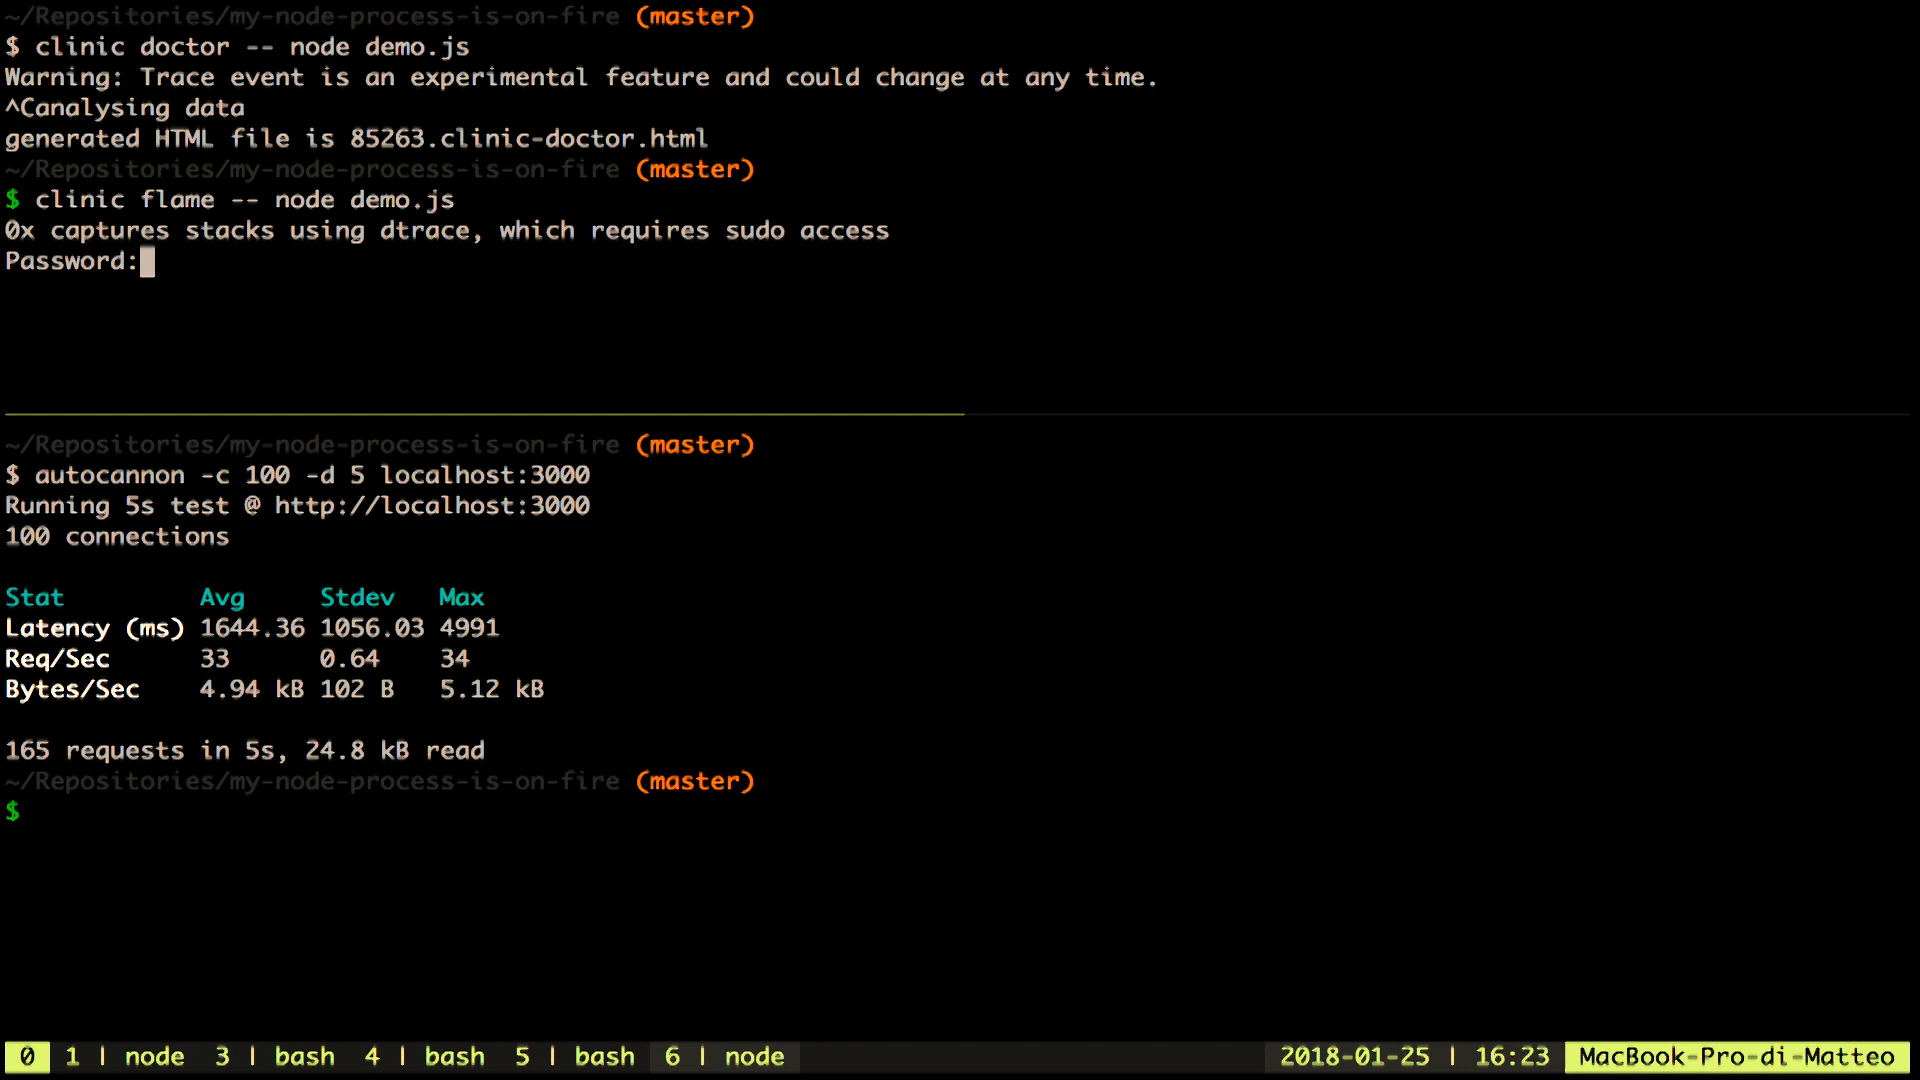 ~/Repositories/my-node-process-is-on-fire (master)
$ clinic doctor -- node demo.js
Warning: Trace event is an experimental feature and could change at any time.
^Canalysing data
generated HTML file is 85263.clinic-doctor.html
~/Repositories/my-node-process-is-on-fire (master)
$ clinic flame -- node demo.js
0x captures stacks using dtrace, which requires sudo access
Password:
~/Repositories/my-node-process-is-on-fire (master)
$ autocannon -c 100 -d 5 localhost:3000
Running 5s test @ http://localhost:3000
100 connections
Stat Avg Stdev Max
Latency (ms) 1644.36 1056.03 4991
Req/Sec 33 0.64 34
Bytes/Sec 4.94 kB 102 B 5.12 kB
165 requests in 5s, 24.8 kB read
~/Repositories/my-node-process-is-on-fire (master)
$
0 1 | node 3 | bash 4 | bash 5 | bash 6 | node 2018-01-25 | 16:23 MacBook-Pro-di-Matteo